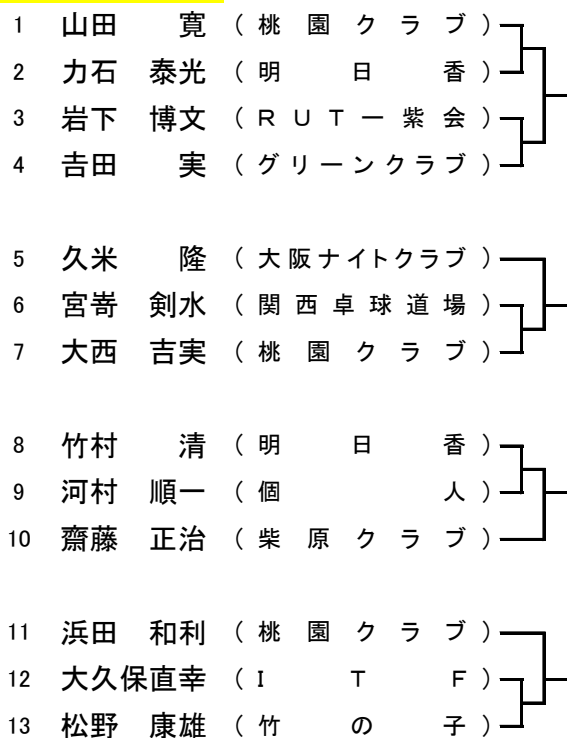 1 山田 寛 (桃園クラブ)
2 力石 泰光 (明日香)
3 岩下 博文 (RUTー紫会)
4 吉田 実 (グリーンクラブ)
5 久米 隆 (大阪ナイトクラブ)
6 宮嵜 剣水 (関西卓球道場)
7 大西 吉実 (桃園クラブ)
8 竹村 清 (明日香)
9 河村 順一 (個人)
10 齋藤 正治 (柴原クラブ)
11 浜田 和利 (桃園クラブ)
12 大久保直幸 (ITF)
13 松野 康雄 (竹の子)